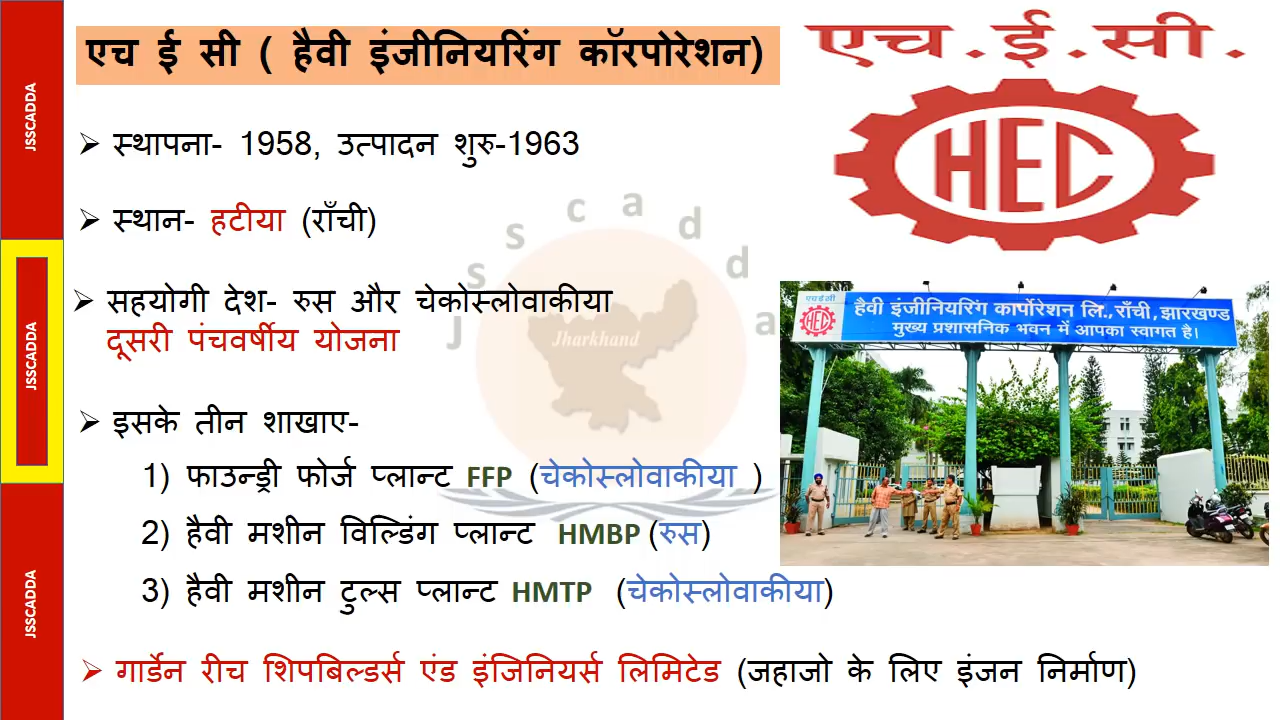 एच ई सी ( हैवी इंजीनियरिंग कॉरपोरेशन)
एच.ई.सी.
HEC
➢ स्थापना- 1958, उत्पादन शुरु-1963
➢ स्थान- हटीया (राँची)
➢ सहयोगी देश- रुस और चेकोस्लोवाकीया
दूसरी पंचवर्षीय योजना
➢ इसके तीन शाखाए-
1) फाउन्ड्री फोर्ज प्लान्ट FFP (चेकोस्लोवाकीया )
2) हैवी मशीन विल्डिंग प्लान्ट HMBP (रुस)
3) हैवी मशीन टुल्स प्लान्ट HMTP (चेकोस्लोवाकीया)
➢ गार्डेन रीच शिपबिल्डर्स एंड इंजिनियर्स लिमिटेड (जहाजो के लिए इंजन निर्माण)
एच ई सी
HEC
हैवी इंजीनियरिंग कार्पोरेशन लि.,राँची,झारखण्ड
मुख्य प्रशासनिक भवन में आपका स्वागत है।
Jsscadda
Jharkhand
JSSCADDA
JSSCADDA
JSSCADDA